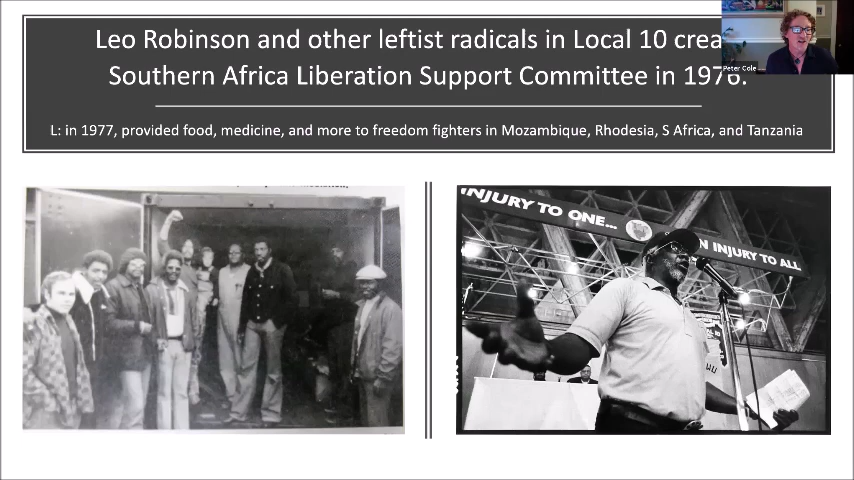 Leo Robinson and other leftist radicals in Local 10
Southern Africa Liberation Support Committee in 1976.
Peter Cole
L: in 1977, provided food, medicine, and more to freedom fighters in Mozambique, Rhodesia, S Africa, and Tanzania
INJURY TO ONE...
N INJURY TO ALL